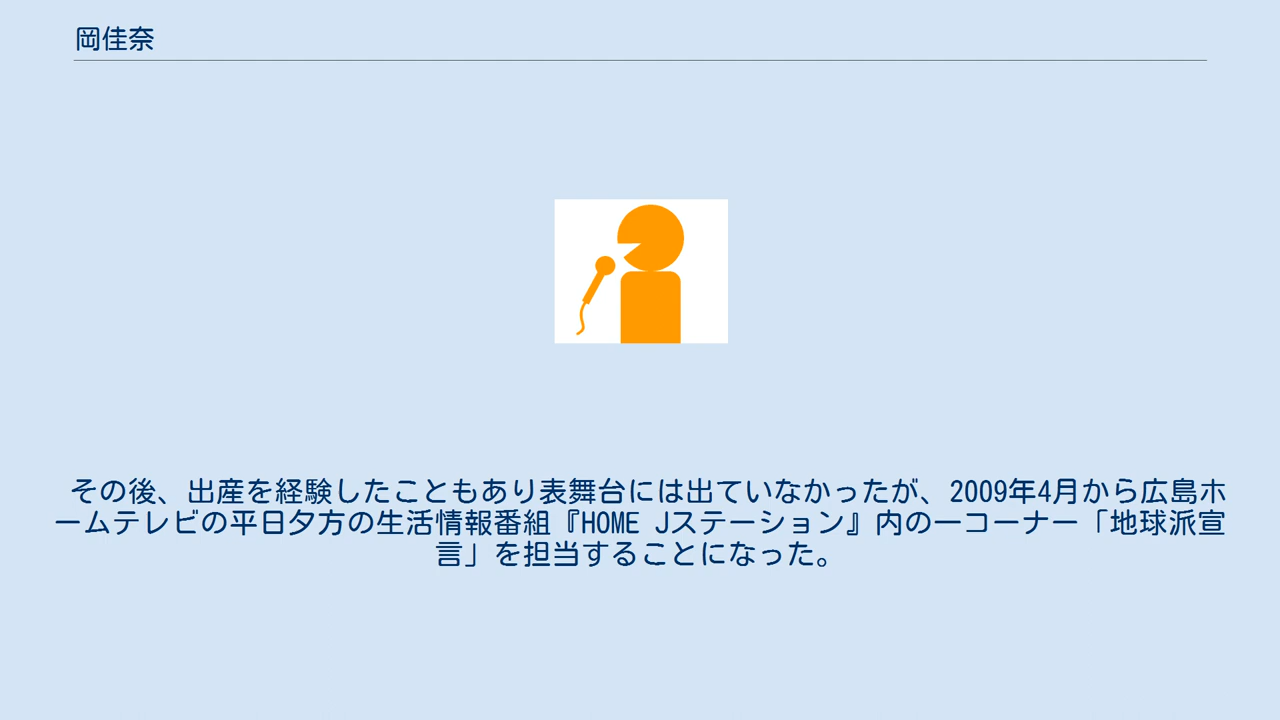 岡佳奈
その後、出産を経験したこともあり表舞台には出ていなかったが、2009年4月から広島ホ
ームテレビの平日夕方の生活情報番組『HOME Jステーション』内の一コーナー「地球派宣
言」を担当することになった。